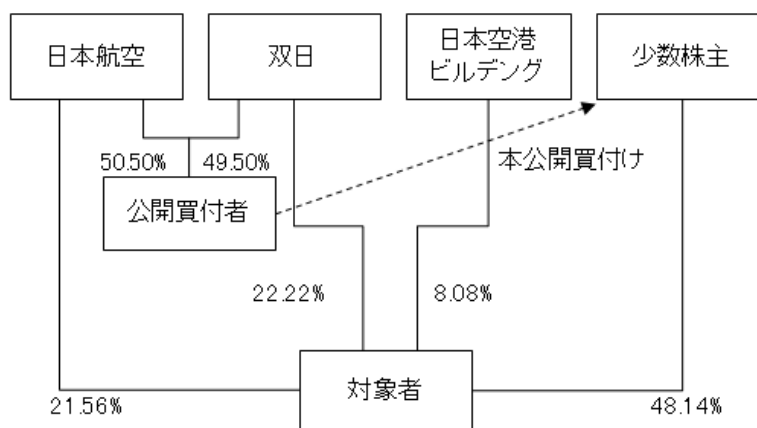 日本航空
双日
日本空港
ビルデング
少数株主
50.50%
49.50%
本公開買付け
公開買付者
22.22%
8.08%
対象者
21.56%
48.14%